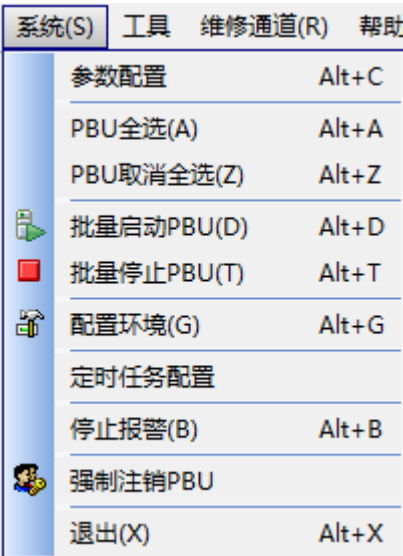 系统(S) 工具 维修通道(R) 帮助
参数配置 Alt+C
PBU全选(A) Alt+A
PBU取消全选(Z) Alt+Z
批量启动PBU(D) Alt+D
批量停止PBU(T) Alt+T
配置环境(G) Alt+G
定时任务配置
停止报警(B) Alt+B
强制注销PBU
退出(X) Alt+X